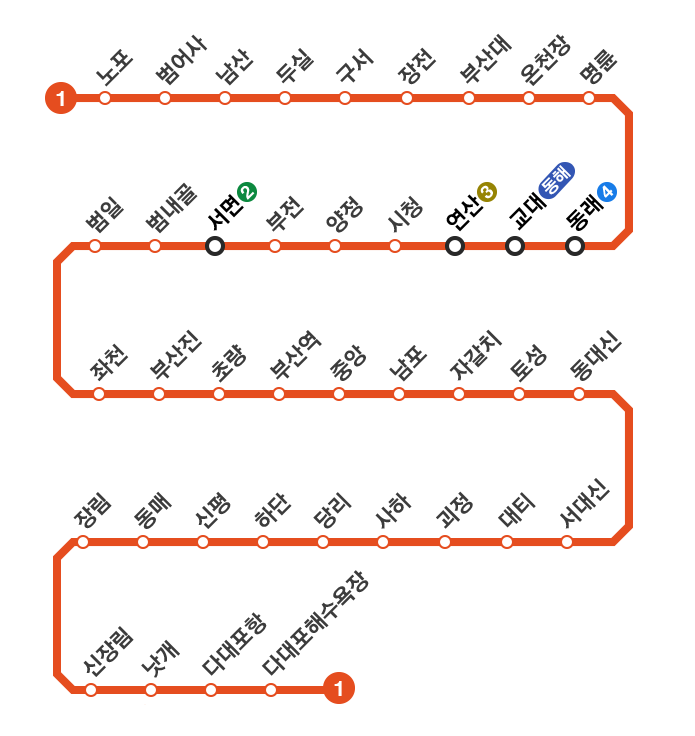 노포 범어사 남산 두실 구서 장전 부산대 온천장 명륜
1
범일 범내골 서면 2 부전 양정 시청 연산 3 교대 동해 동래 4
좌천 부산진 초량 부산역 중앙 남포 자갈치 토성 동대신
장림 동매 신평 하단 당리 사하 괴정 대티 서대신
신장림 낫개 다대포항 다대포해수욕장
1